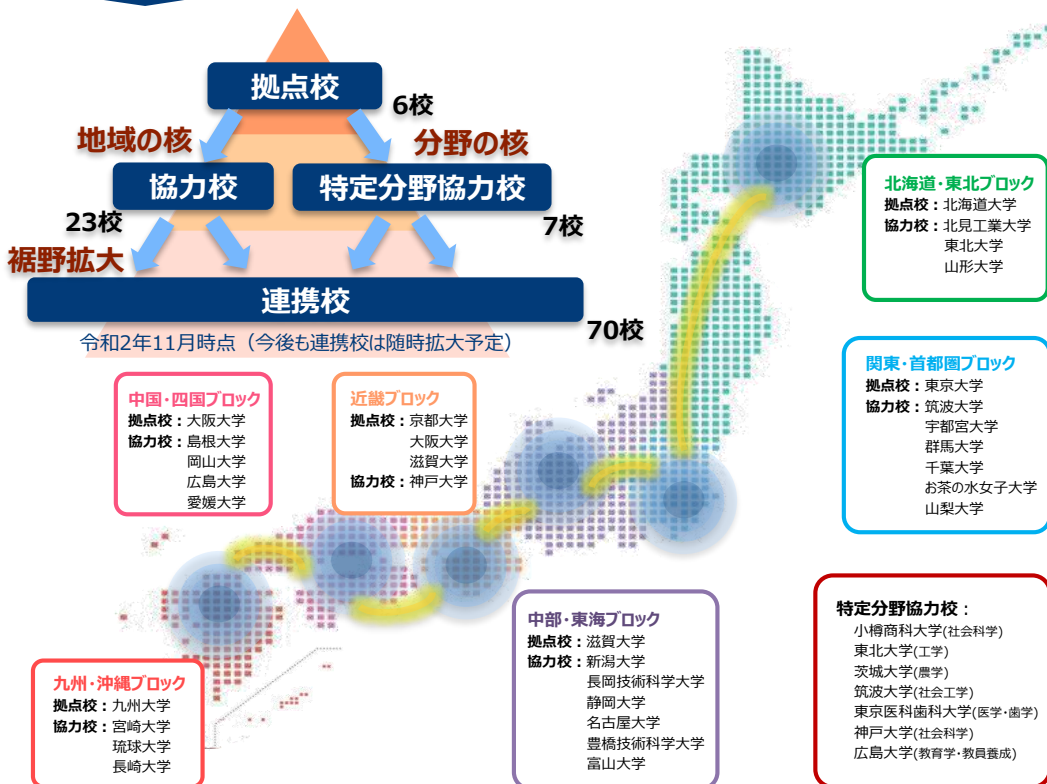 拠点校
6校
地域の核
分野の核
協力校
特定分野協力校
23校
7校
裾野拡大
連携校
70校
令和2年11月時点（今後も連携校は随時拡大予定）
北海道・東北ブロック
拠点校：北海道大学
協力校：北見工業大学
東北大学
山形大学
関東・首都圏ブロック
拠点校：東京大学
協力校：筑波大学
宇都宮大学
群馬大学
千葉大学
お茶の水女子大学
山梨大学
中国・四国ブロック
拠点校：大阪大学
協力校：島根大学
岡山大学
広島大学
愛媛大学
近畿ブロック
拠点校：京都大学
大阪大学
滋賀大学
協力校：神戸大学
中部・東海ブロック
拠点校：滋賀大学
協力校：新潟大学
長岡技術科学大学
静岡大学
名古屋大学
豊橋技術科学大学
富山大学
九州・沖縄ブロック
拠点校：九州大学
協力校：宮崎大学
琉球大学
長崎大学
特定分野協力校：
小樽商科大学(社会科学)
東北大学(工学)
茨城大学(農学)
筑波大学(社会工学)
東京医科歯科大学(医学・歯学)
神戸大学(社会科学)
広島大学(教育学・教員養成)